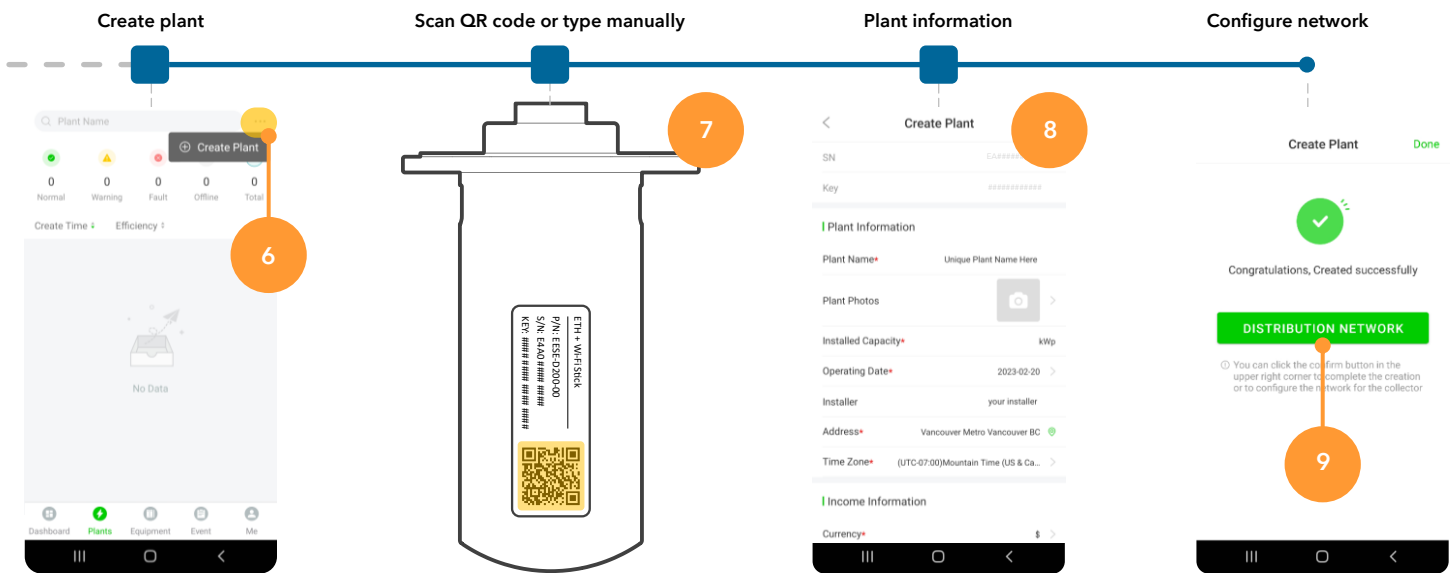 Create plant
Scan QR code or type manually
Plant information
Configure network
Plant Name
...
Create Plant
0 0 0 0 0
Normal Warning Fault Offline Total
Create Time Efficiency
6
No Data
Dashboard Plants Equipment Event Me
7
ETH + Wi-Fi Stick
P/N: EESE-D200-00
S/N: E4A0 #### ####
KEY: #### #### #### ####
Create Plant
8
SN EA########
Key ############
Plant Information
Plant Name* Unique Plant Name Here
Plant Photos
Installed Capacity* kWp
Operating Date* 2023-02-20
Installer your installer
Address* Vancouver Metro Vancouver BC
Time Zone* (UTC-07:00)Mountain Time (US & Ca...
Income Information
Currency* $
Create Plant Done
Congratulations, Created successfully
DISTRIBUTION NETWORK
You can click the confirm button in the
upper right corner to complete the creation
or to configure the network for the collector
9